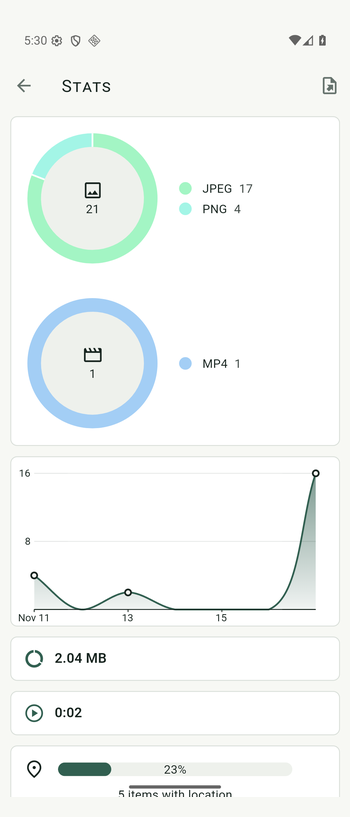 5:30
STATS
21
JPEG 17
PNG 4
1
MP4 1
16
8
Nov 11 13 15
2.04 MB
0:02
23%
5 items with location